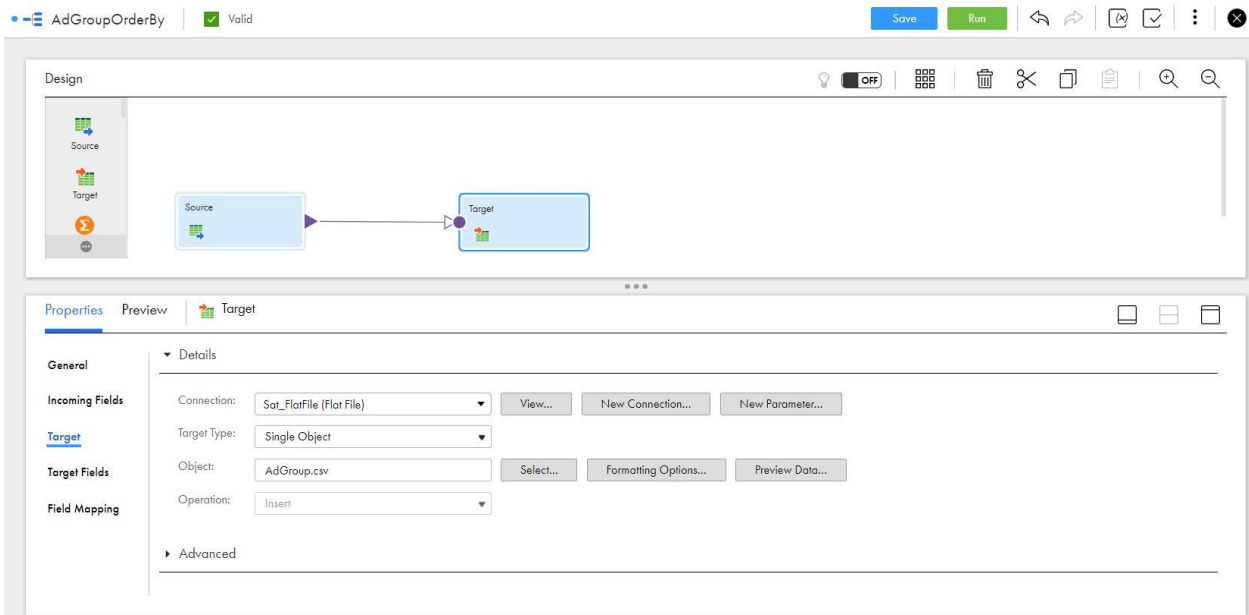 AdGroupOrderBy Valid Save Run
Design OFF
Source
Target
Source
Target
Properties Preview Target
General
Incoming Fields
Target
Target Fields
Field Mapping
Details
Connection: Sat_FlatFile (Flat File) View... New Connection... New Parameter...
Target Type: Single Object
Object: AdGroup.csv Select... Formatting Options... Preview Data...
Operation: Insert
Advanced